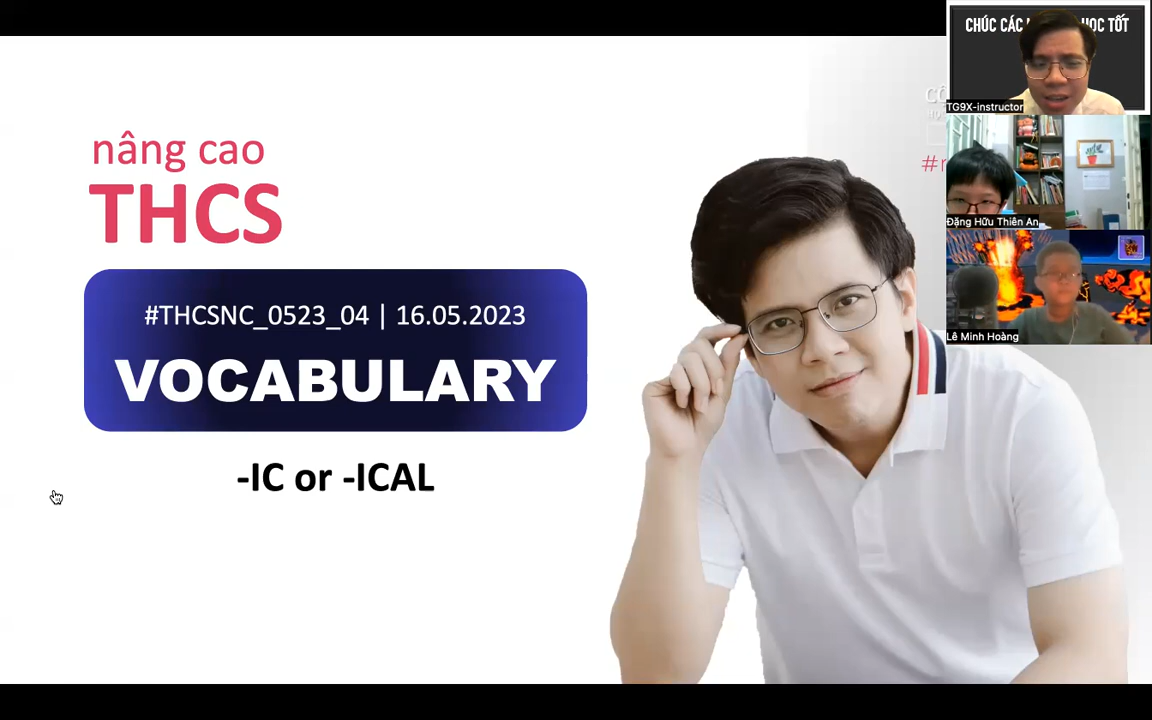 nâng cao
THCS
#THCSNC_0523_04 | 16.05.2023
VOCABULARY
-IC or -ICAL
CHÚC CÁC
HỌC TỐT
TG9X-instructor
Đặng Hữu Thiên An
Lê Minh Hoàng